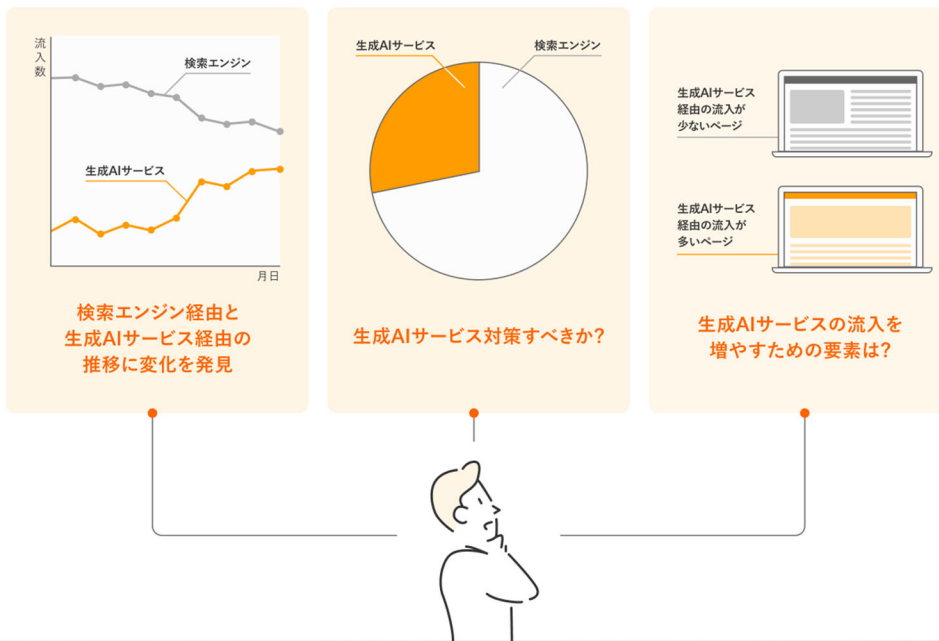 流入数
検索エンジン
生成AIサービス
月日
検索エンジン経由と
生成AIサービス経由の
推移に変化を発見
生成AIサービス
検索エンジン
生成AIサービス対策すべきか?
生成AIサービス
経由の流入が
少ないページ
生成AIサービス
経由の流入が
多いページ
生成AIサービスの流入を
増やすための要素は?